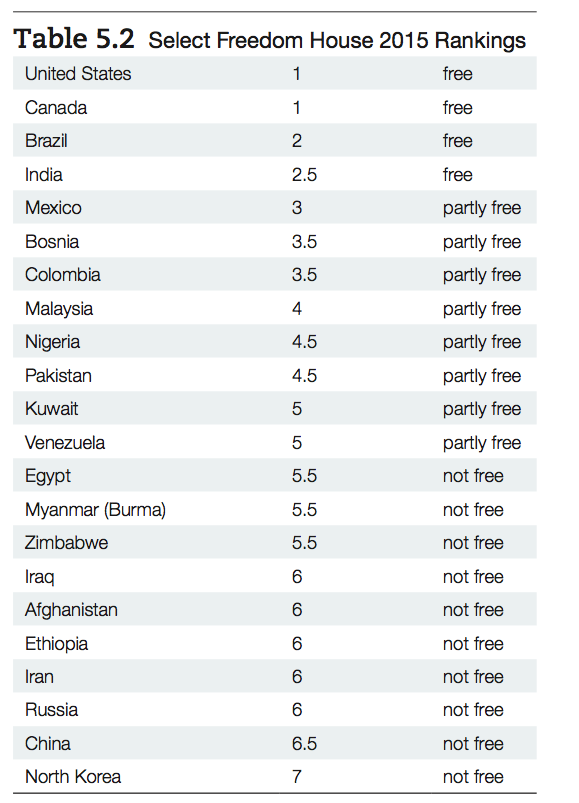 Table 5.2 Select Freedom House 2015 Rankings
United States 1 free
Canada 1 free
Brazil 2 free
India 2.5 free
Mexico 3 partly free
Bosnia 3.5 partly free
Colombia 3.5 partly free
Malaysia 4 partly free
Nigeria 4.5 partly free
Pakistan 4.5 partly free
Kuwait 5 partly free
Venezuela 5 partly free
Egypt 5.5 not free
Myanmar (Burma) 5.5 not free
Zimbabwe 5.5 not free
Iraq 6 not free
Afghanistan 6 not free
Ethiopia 6 not free
Iran 6 not free
Russia 6 not free
China 6.5 not free
North Korea 7 not free